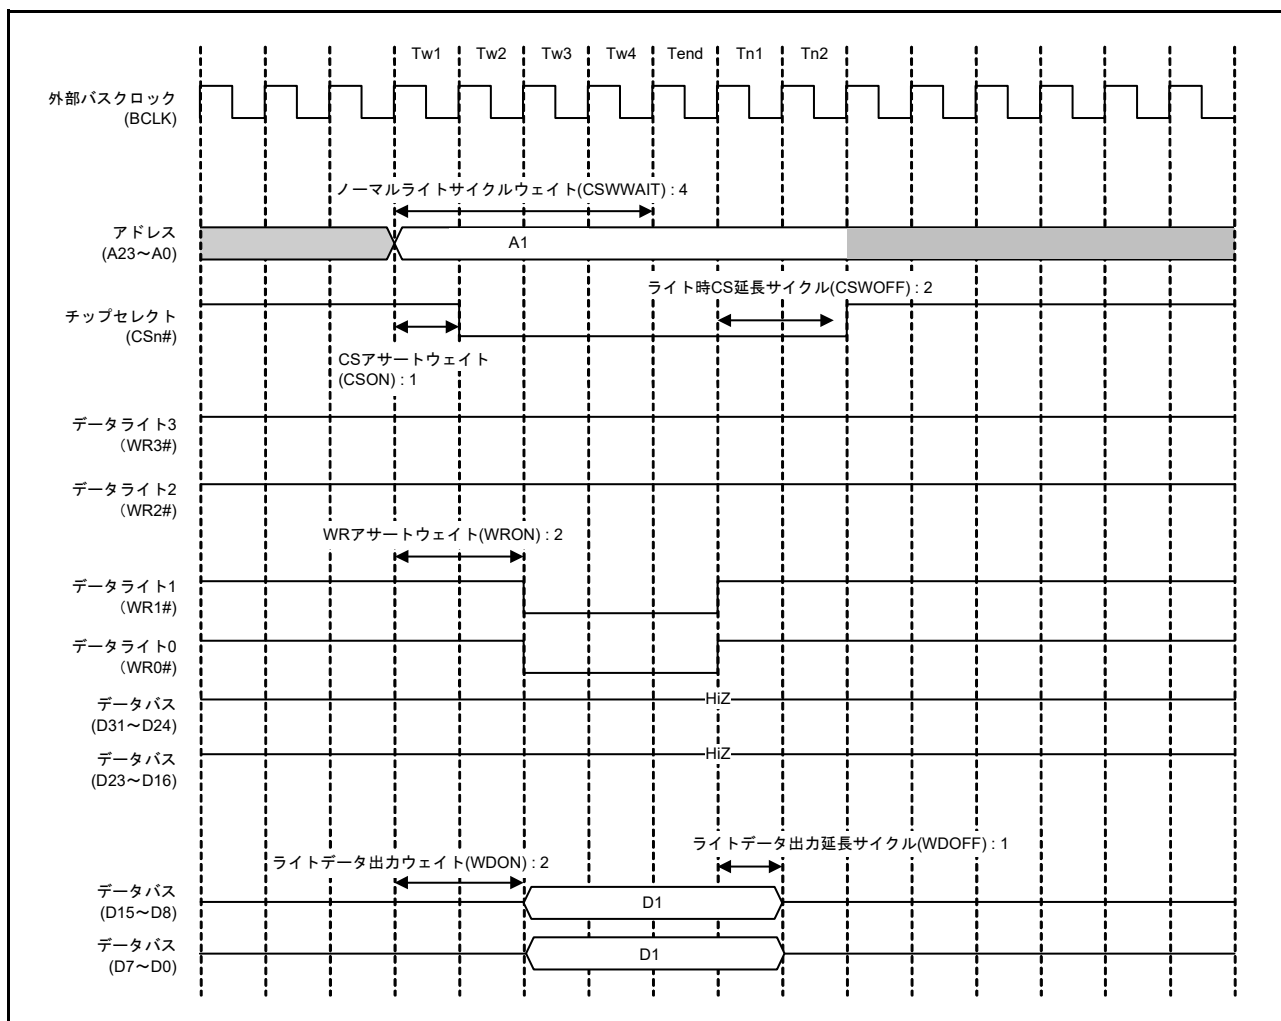 Tw1 Tw2 Tw3 Tw4 Tend Tn1 Tn2
外部バスクロック
(BCLK)
ノーマルライトサイクルウェイト(CSWWAIT) : 4
アドレス
(A23～A0)
A1
ライト時CS延長サイクル(CSWOFF) : 2
チップセレクト
(CSn#)
CSアサートウェイト
(CSON) : 1
データライト3
（WR3#)
データライト2
（WR2#)
WRアサートウェイト(WRON) : 2
データライト1
（WR1#)
データライト0
（WR0#)
データバス
(D31～D24)
HiZ
データバス
(D23～D16)
HiZ
ライトデータ出力延長サイクル(WDOFF) : 1
ライトデータ出力ウェイト(WDON) : 2
データバス
(D15～D8)
D1
データバス
(D7～D0)
D1